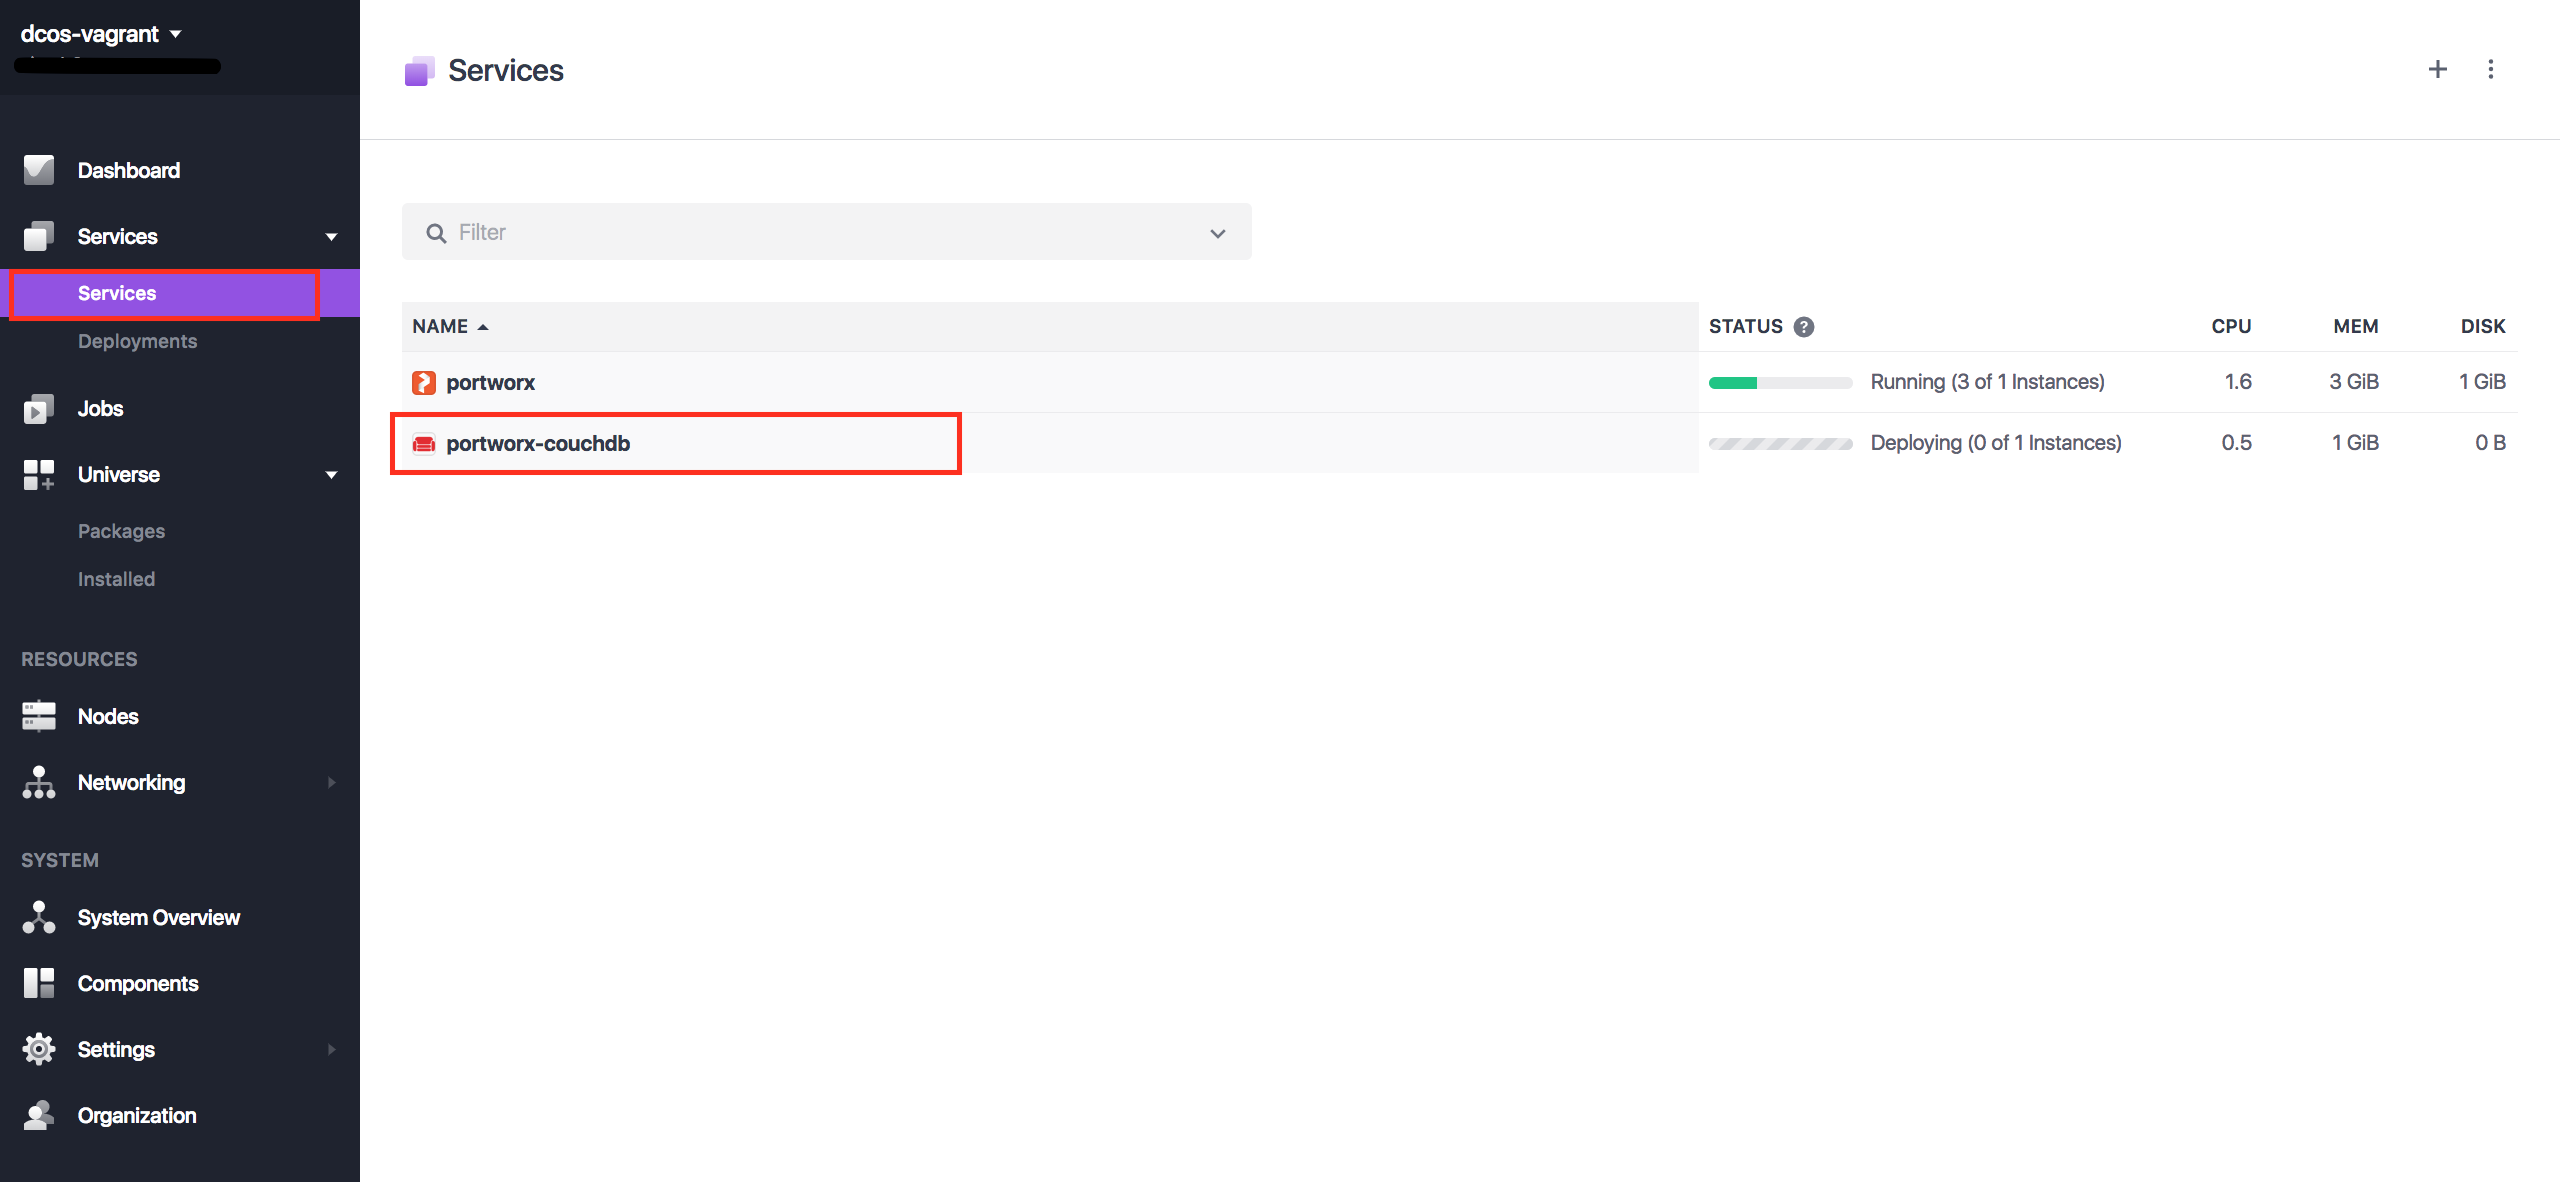 dcos-vagrant
Dashboard
Services
Services
Deployments
Jobs
Universe
Packages
Installed
RESOURCES
Nodes
Networking
SYSTEM
System Overview
Components
Settings
Organization
Services
Filter
NAME STATUS ? CPU MEM DISK
portworx Running (3 of 1 Instances) 1.6 3 GiB 1 GiB
portworx-couchdb Deploying (0 of 1 Instances) 0.5 1 GiB 0 B